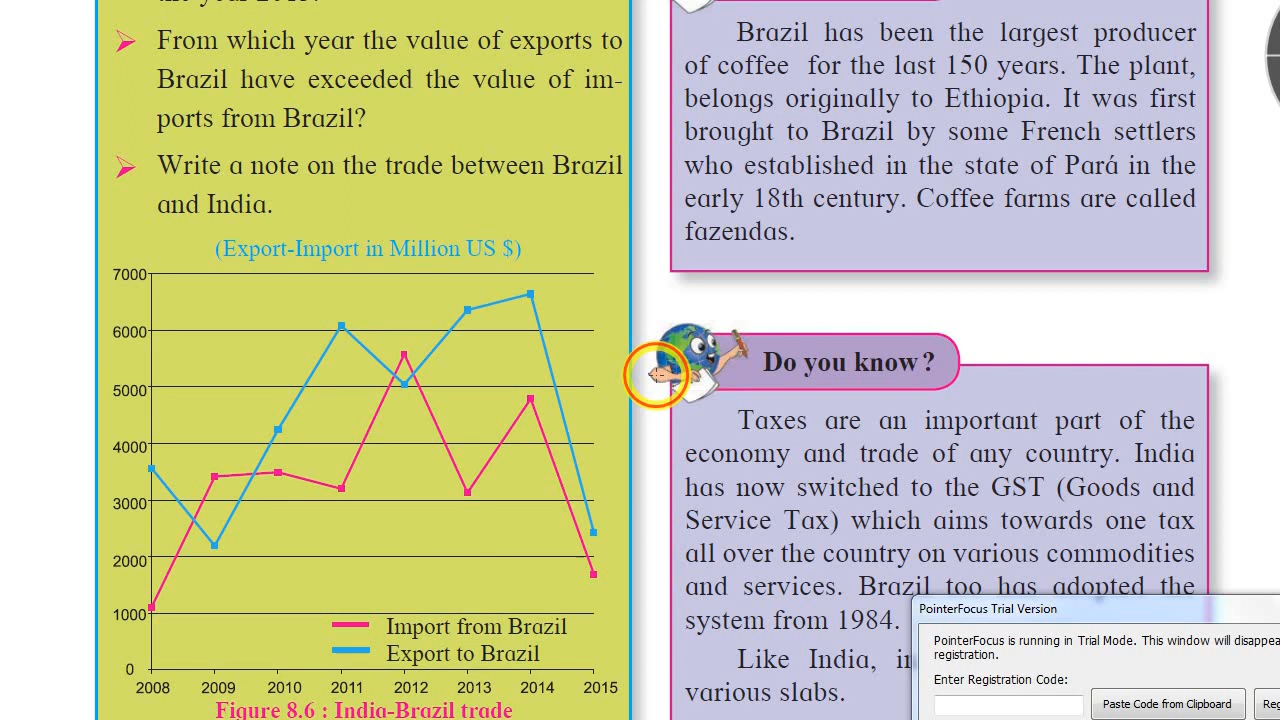 the year 2015?
From which year the value of exports to
Brazil have exceeded the value of im-
ports from Brazil?
Write a note on the trade between Brazil
and India.
(Export-Import in Million US $)
7000
6000
5000
4000
3000
2000
1000
0
Import from Brazil
Export to Brazil
2008 2009 2010 2011 2012 2013 2014 2015
Figure 8.6 : India-Brazil trade
Brazil has been the largest producer
of coffee for the last 150 years. The plant,
belongs originally to Ethiopia. It was first
brought to Brazil by some French settlers
who established in the state of Pará in the
early 18th century. Coffee farms are called
fazendas.
Do you know ?
Taxes are an important part of the
economy and trade of any country. India
has now switched to the GST (Goods and
Service Tax) which aims towards one tax
all over the country on various commodities
and services. Brazil too has adopted the
system from 1984.
Like India,
various slabs.
PointerFocus Trial Version
PointerFocus is running in Trial Mode. This window will
registration.
Enter Registration Code:
Paste Code from Clipboard